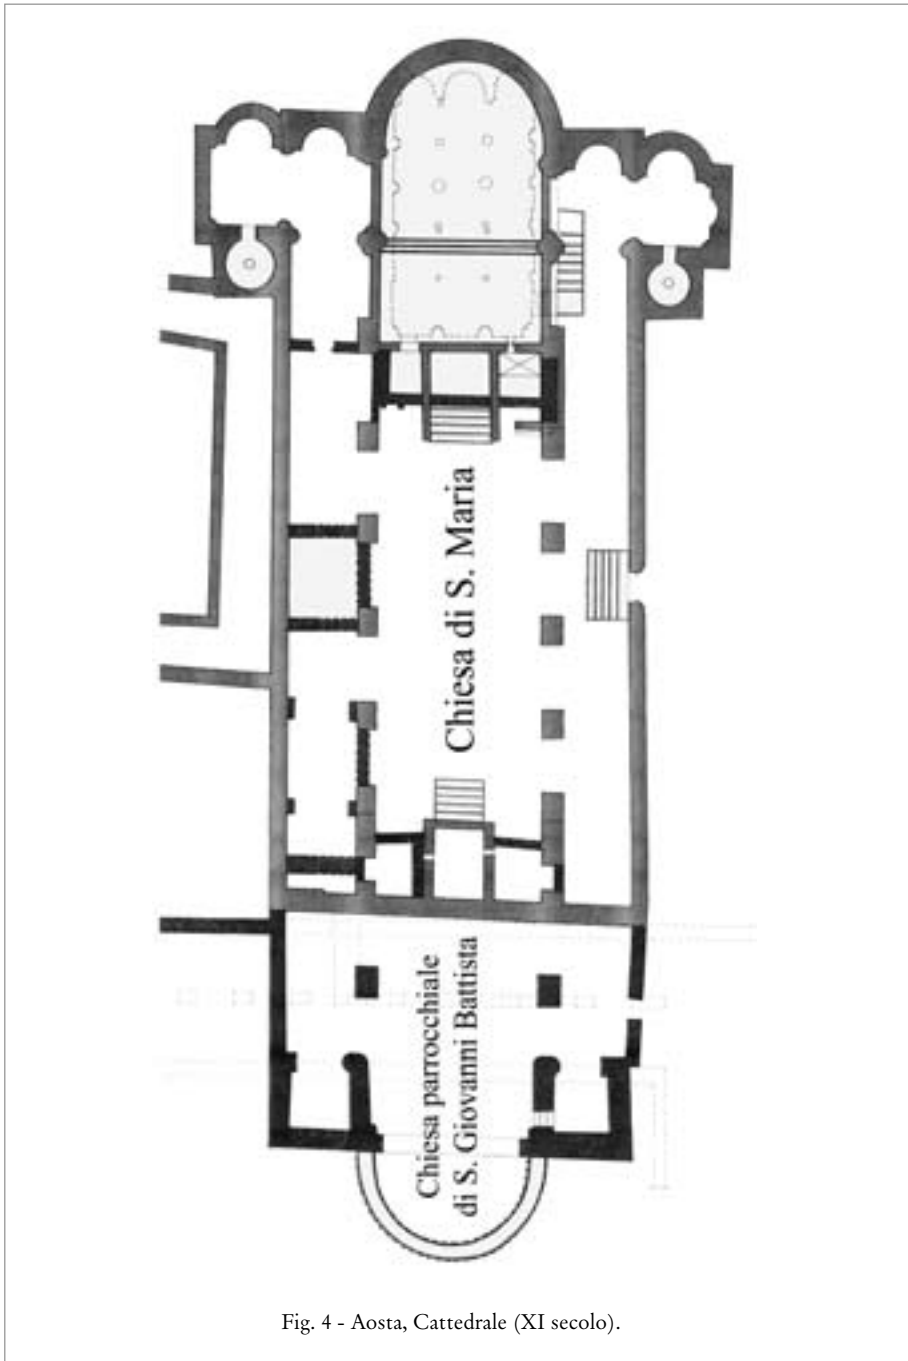 Chiesa di S. Maria
Chiesa parrocchiale
di S. Giovanni Battista
Fig. 4 - Aosta, Cattedrale (XI secolo).